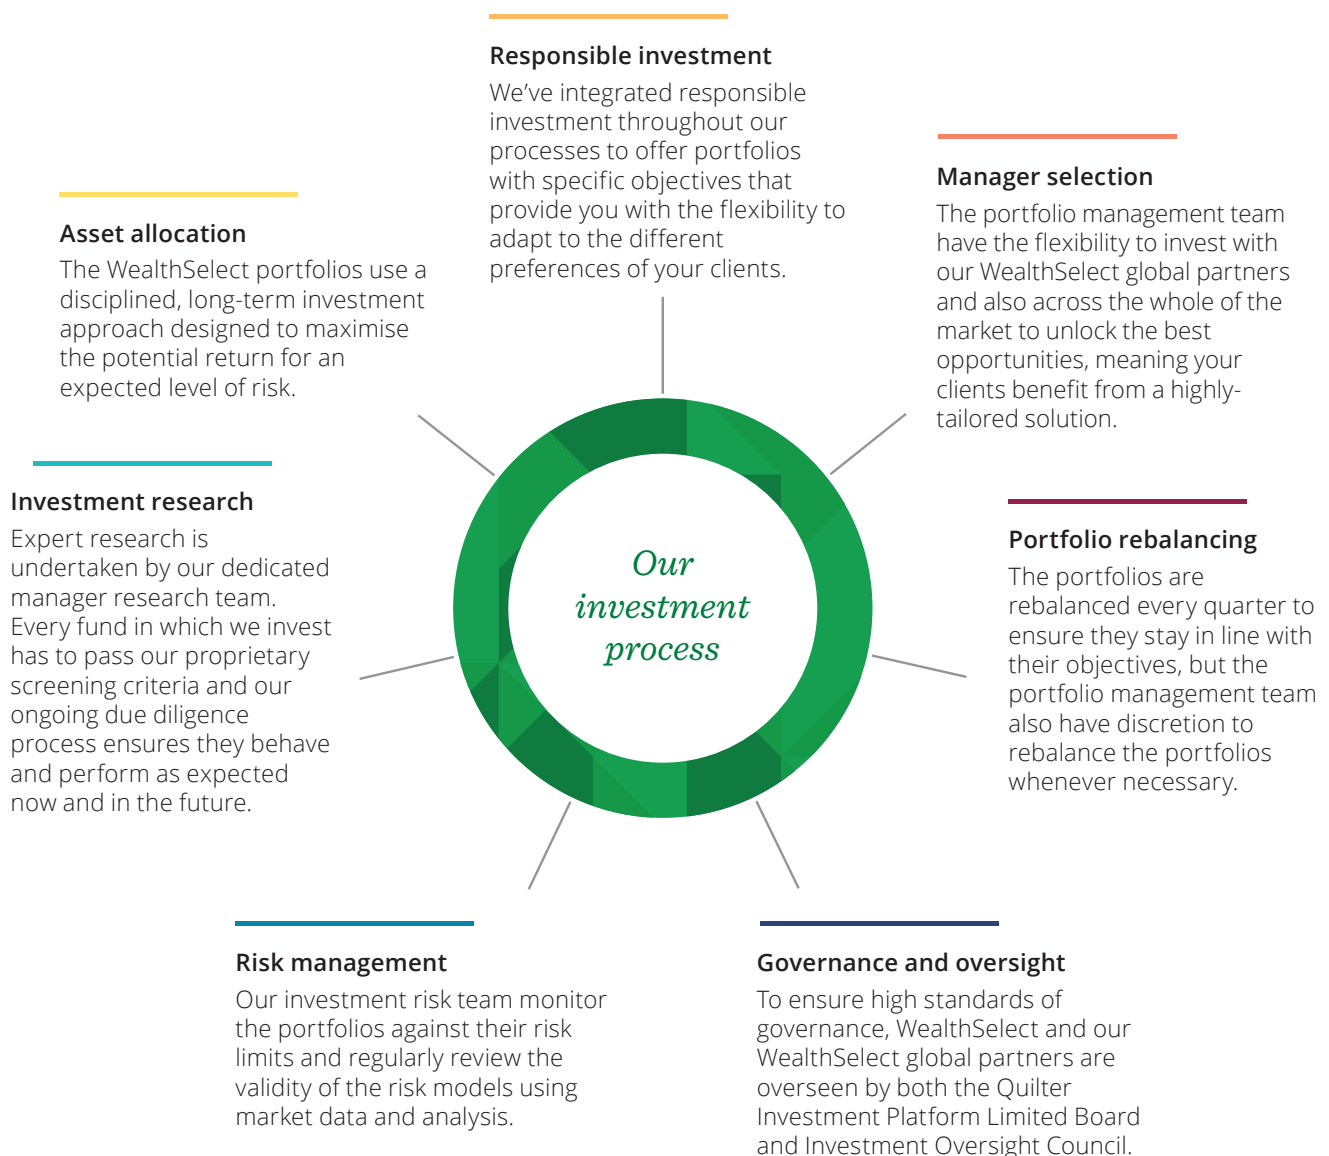 Responsible investment
We've integrated responsible
investment throughout our
processes to offer portfolios
with specific objectives that
provide you with the flexibility to
adapt to the different
preferences of your clients.
Manager selection
The portfolio management team
have the flexibility to invest with
our WealthSelect global partners
and also across the whole of the
market to unlock the best
opportunities, meaning your
clients benefit from a highly-
tailored solution.
Asset allocation
The WealthSelect portfolios use a
disciplined, long-term investment
approach designed to maximise
the potential return for an
expected level of risk.
Investment research
Expert research is
undertaken by our dedicated
manager research team.
Every fund in which we invest
has to pass our proprietary
screening criteria and our
ongoing due diligence
process ensures they behave
and perform as expected
now and in the future.
Our
investment
process
Portfolio rebalancing
The portfolios are
rebalanced every quarter to
ensure they stay in line with
their objectives, but the
portfolio management team
also have discretion to
rebalance the portfolios
whenever necessary.
Risk management
Our investment risk team monitor
the portfolios against their risk
limits and regularly review the
validity of the risk models using
market data and analysis.
Governance and oversight
To ensure high standards of
governance, WealthSelect and our
WealthSelect global partners are
overseen by both the Quilter
Investment Platform Limited Board
and Investment Oversight Council.